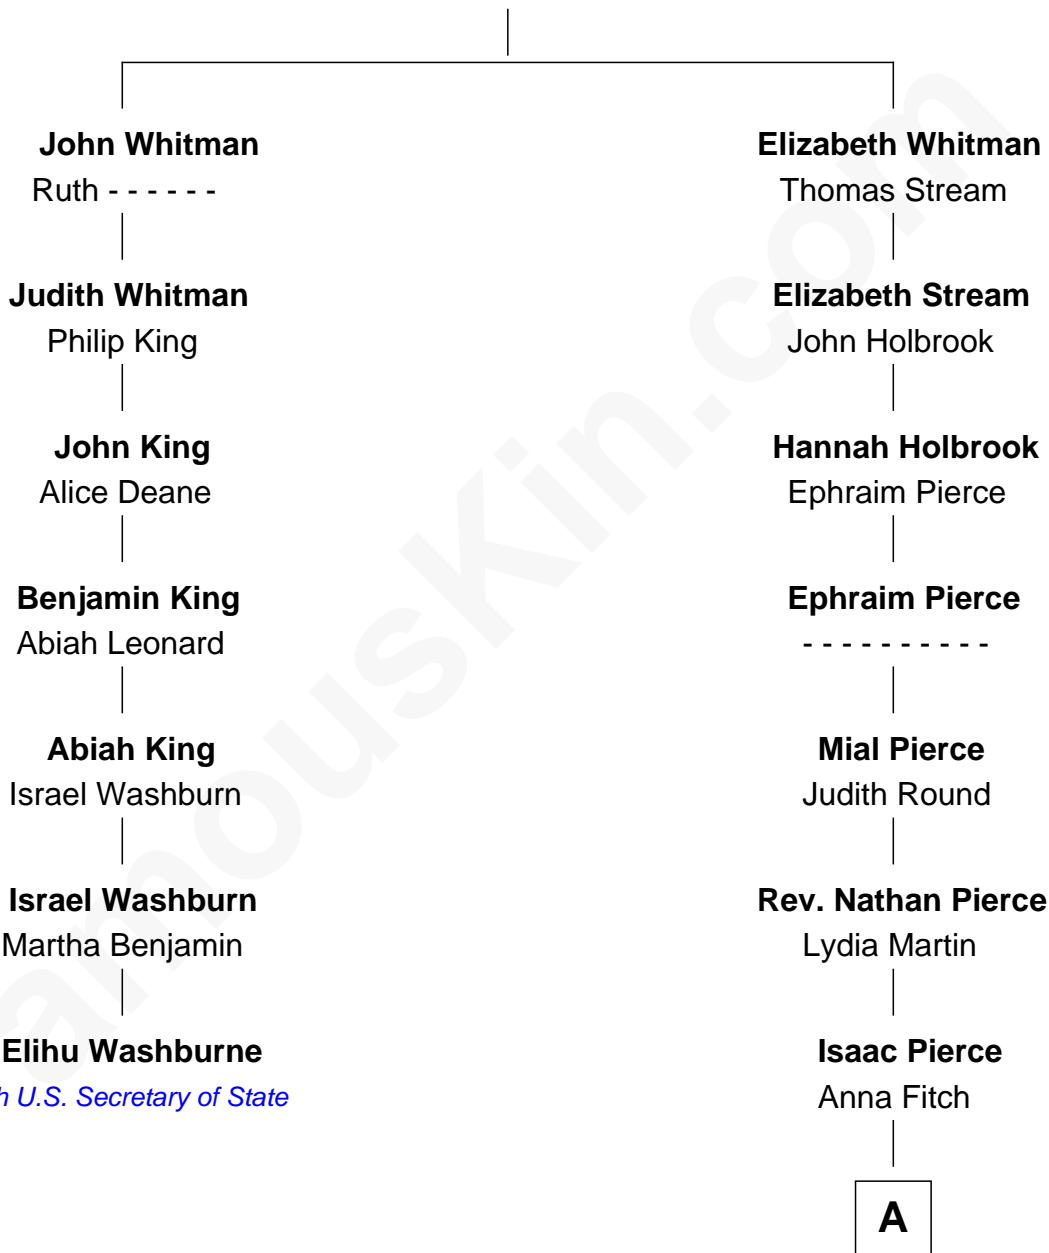 John Whitman
Ruth - - - - - -
Elizabeth Whitman
Thomas Stream
Judith Whitman
Philip King
Elizabeth Stream
John Holbrook
John King
Alice Deane
Hannah Holbrook
Ephraim Pierce
Benjamin King
Abiah Leonard
Ephraim Pierce
- - - - - - - - - -
Abiah King
Israel Washburn
Mial Pierce
Judith Round
Israel Washburn
Martha Benjamin
Rev. Nathan Pierce
Lydia Martin
Elihu Washburne
h U.S. Secretary of State
Isaac Pierce
Anna Fitch
A
amouskin.com